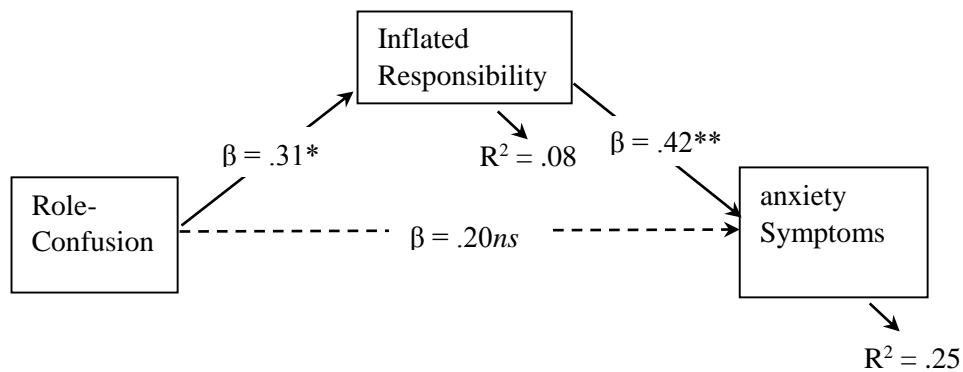 Inflated
Responsibility
β = .31*
R² = .08
β = .42**
Role-
Confusion
β = .20ns
anxiety
Symptoms
R² = .25